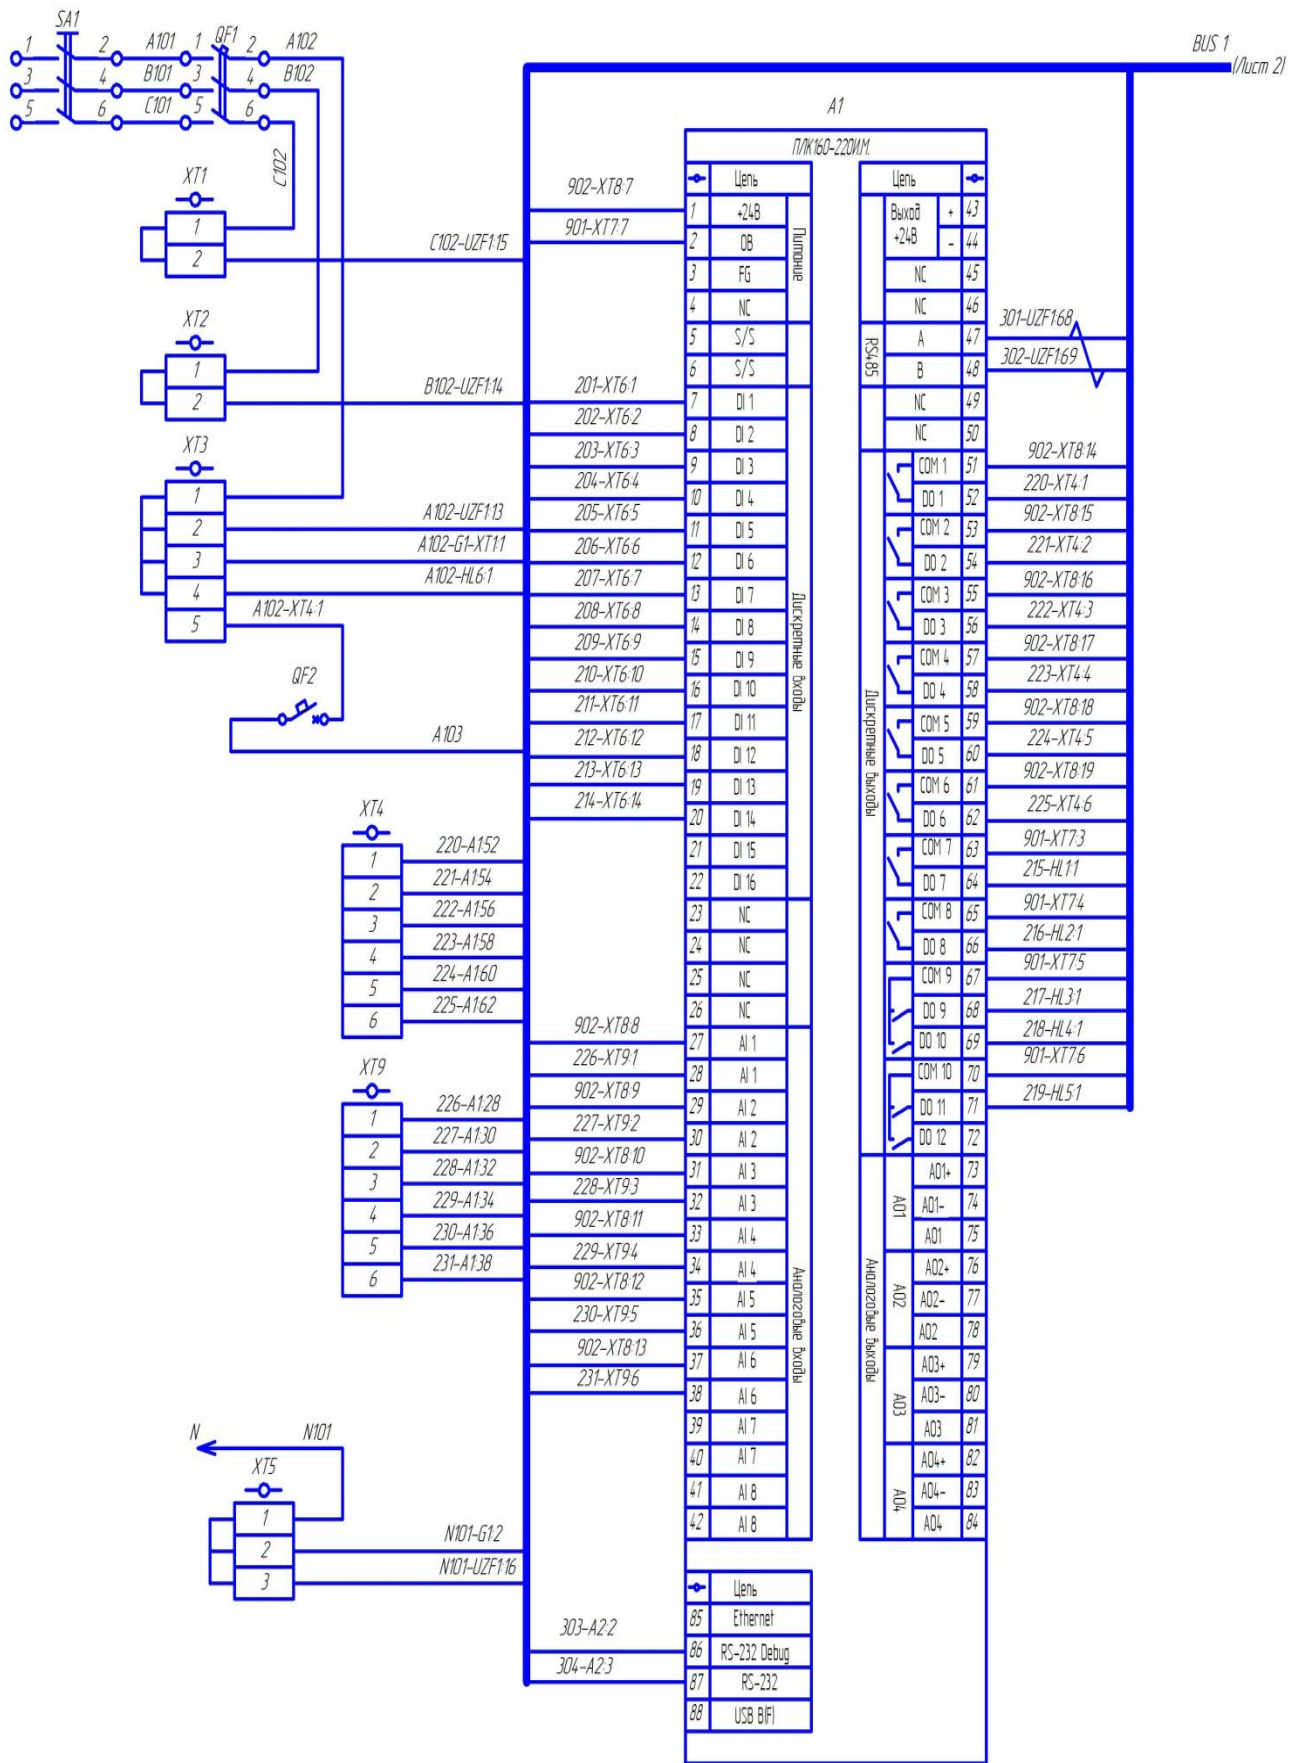 SA1
1 2 A101 1 QF1 2 A102
3 4 B101 3 4 B102
5 6 C101 5 6
C102
BUS 1
(Лист 2)
XT1
1
2
C102-UZF1:15
XT2
1
2
B102-UZF1:14
XT3
1
2
3
4
5
A102-UZF1:13
A102-G1-XT1:1
A102-HL6:1
A102-XT4:1
QF2
A103
XT4
1 220-A1:52
2 221-A1:54
3 222-A1:56
4 223-A1:58
5 224-A1:60
6 225-A1:62
XT9
1 226-A1:28
2 227-A1:30
3 228-A1:32
4 229-A1:34
5 230-A1:36
6 231-A1:38
N N101
XT5
1
2
3
N101-G1:2
N101-UZF1:16
A1
ПЛК160-220И.М.
Цепь
902-XT8:7 1 +24В
901-XT7:7 2 0В
3 FG
4 NC
Питание
5 S/S
6 S/S
201-XT6:1 7 DI 1
202-XT6:2 8 DI 2
203-XT6:3 9 DI 3
204-XT6:4 10 DI 4
205-XT6:5 11 DI 5
206-XT6:6 12 DI 6
207-XT6:7 13 DI 7
208-XT6:8 14 DI 8
209-XT6:9 15 DI 9
210-XT6:10 16 DI 10
211-XT6:11 17 DI 11
212-XT6:12 18 DI 12
213-XT6:13 19 DI 13
214-XT6:14 20 DI 14
21 DI 15
22 DI 16
Дискретные входы
23 NC
24 NC
25 NC
26 NC
902-XT8:8 27 AI 1
226-XT9:1 28 AI 1
902-XT8:9 29 AI 2
227-XT9:2 30 AI 2
902-XT8:10 31 AI 3
228-XT9:3 32 AI 3
902-XT8:11 33 AI 4
229-XT9:4 34 AI 4
902-XT8:12 35 AI 5
230-XT9:5 36 AI 5
902-XT8:13 37 AI 6
231-XT9:6 38 AI 6
39 AI 7
40 AI 7
41 AI 8
42 AI 8
Аналоговые входы
Цепь
85 Ethernet
303-A2:2 86 RS-232 Debug
304-A2:3 87 RS-232
88 USB B(F)
Цепь
Выход
+24В
+ 43
- 44
NC 45
NC 46
RS485
A 47 301-UZF1:68
B 48 302-UZF1:69
NC 49
NC 50
Дискретные выходы
COM 1 51 902-XT8:14
DO 1 52 220-XT4:1
COM 2 53 902-XT8:15
DO 2 54 221-XT4:2
COM 3 55 902-XT8:16
DO 3 56 222-XT4:3
COM 4 57 902-XT8:17
DO 4 58 223-XT4:4
COM 5 59 902-XT8:18
DO 5 60 224-XT4:5
COM 6 61 902-XT8:19
DO 6 62 225-XT4:6
COM 7 63 901-XT7:3
DO 7 64 215-HL1:1
COM 8 65 901-XT7:4
DO 8 66 216-HL2:1
COM 9 67 901-XT7:5
DO 9 68 217-HL3:1
DO 10 69 218-HL4:1
COM 10 70 901-XT7:6
DO 11 71 219-HL5:1
DO 12 72
Аналоговые выходы
AO1
AO1+ 73
AO1- 74
AO1 75
AO2
AO2+ 76
AO2- 77
AO2 78
AO3
AO3+ 79
AO3- 80
AO3 81
AO4
AO4+ 82
AO4- 83
AO4 84